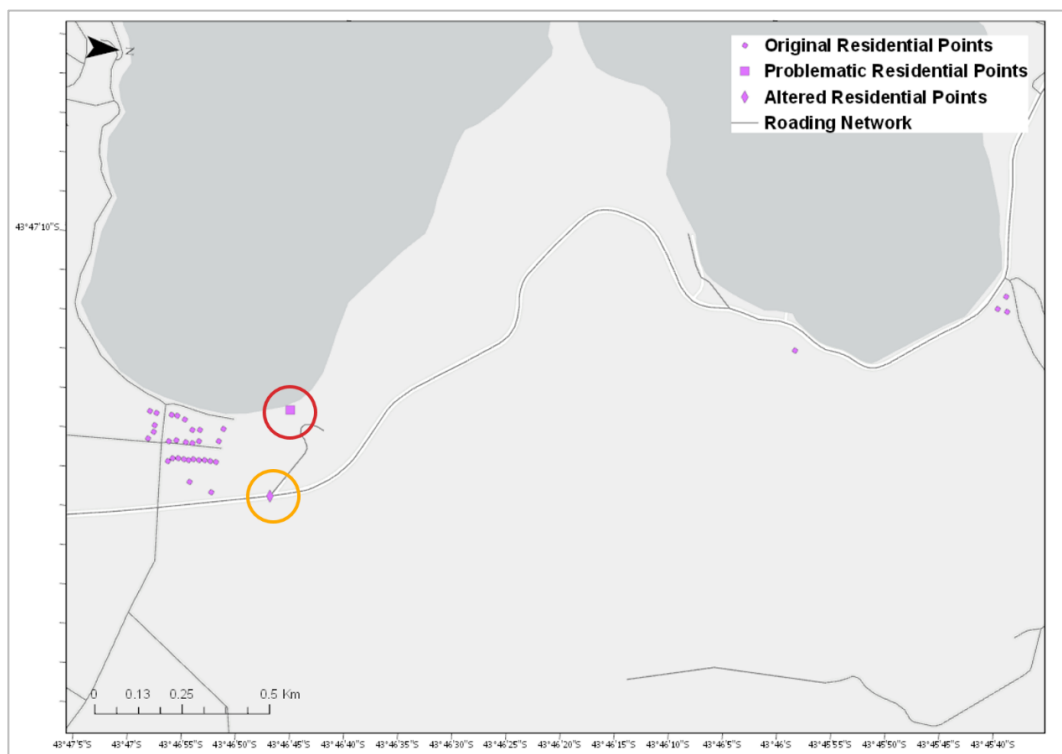 N
Original Residential Points
Problematic Residential Points
Altered Residential Points
Roading Network
43°47'10"S
0 0.13 0.25 0.5 Km
43°47'5"S 43°47'S 43°46'55"S 43°46'50"S 43°46'45"S 43°46'40"S 43°46'35"S 43°46'30"S 43°46'25"S 43°46'20"S 43°46'16"S 43°46'10"S 43°46'5"S 43°46'S 43°45'55"S 43°45'50"S 43°45'45"S 43°45'40"S